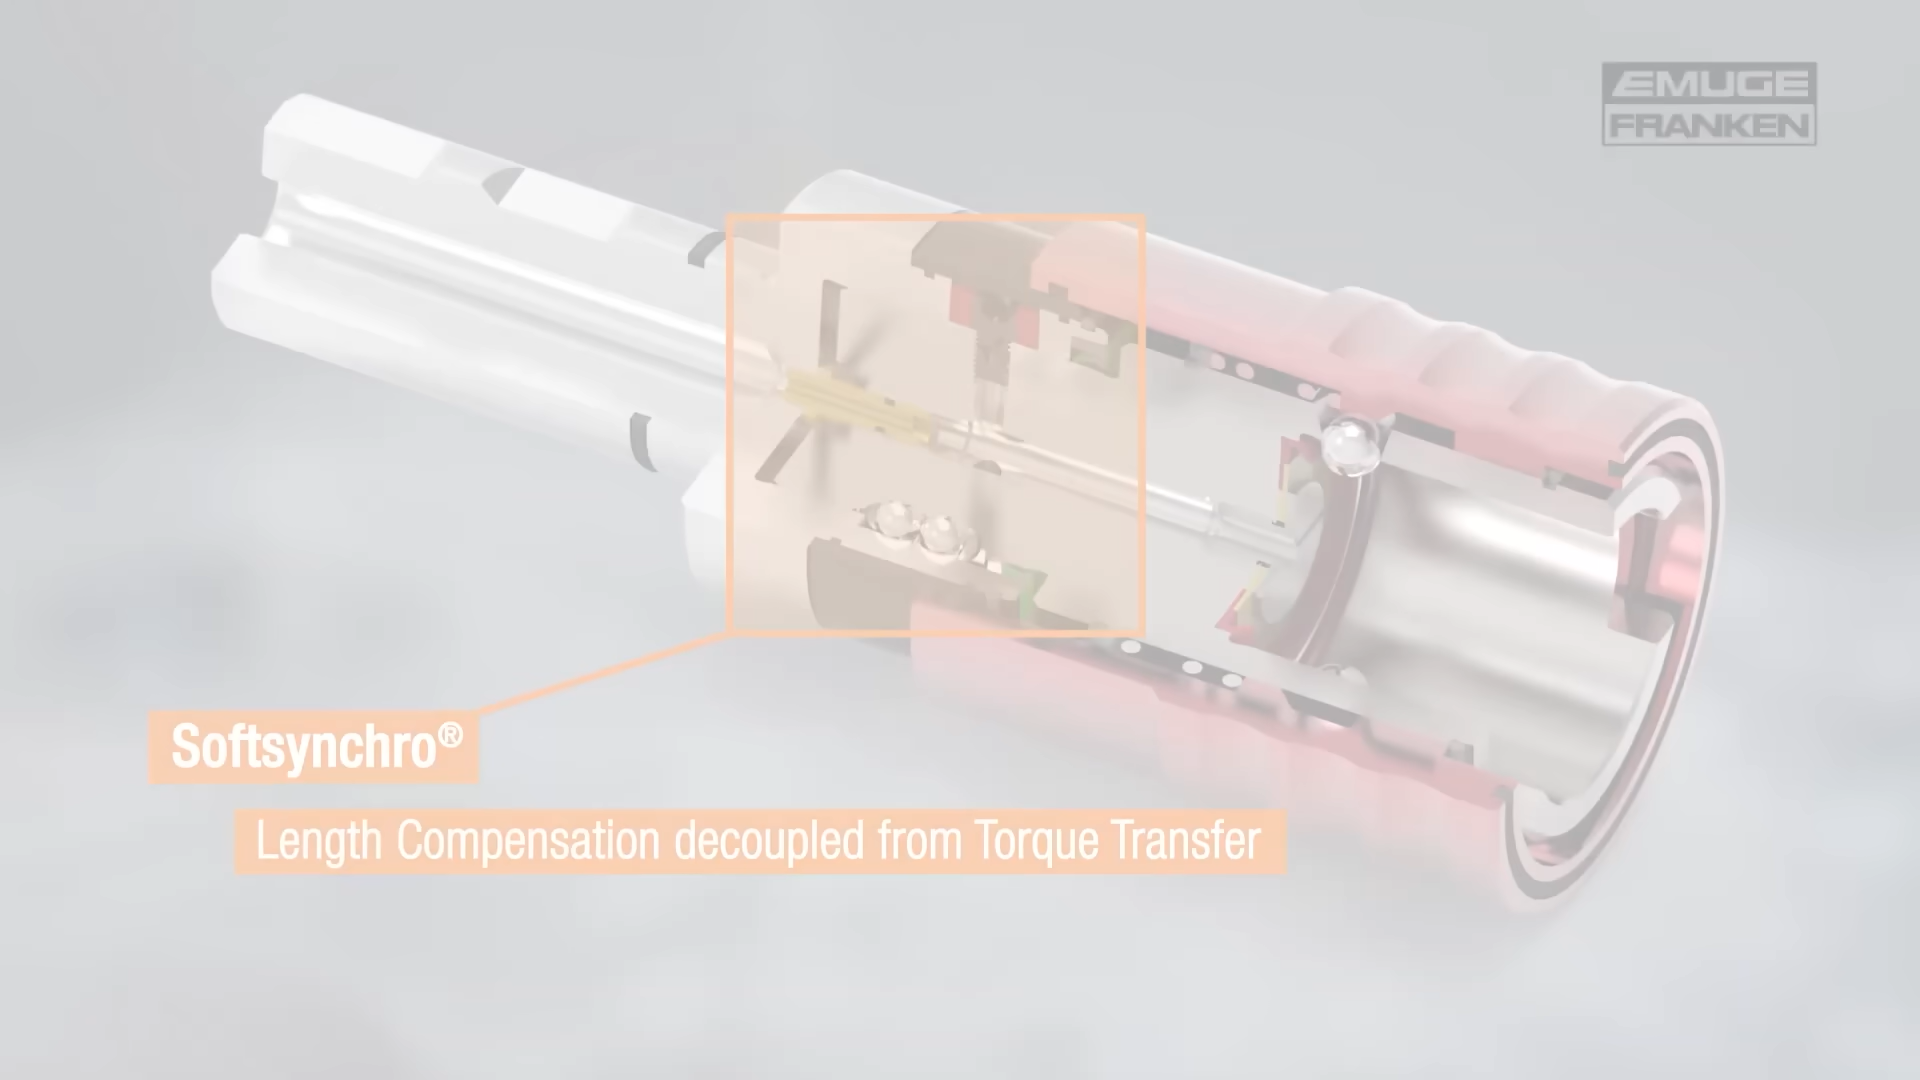 EMUGE
FRANKEN
Softsynchro®
Length Compensation decoupled from Torque Transfer